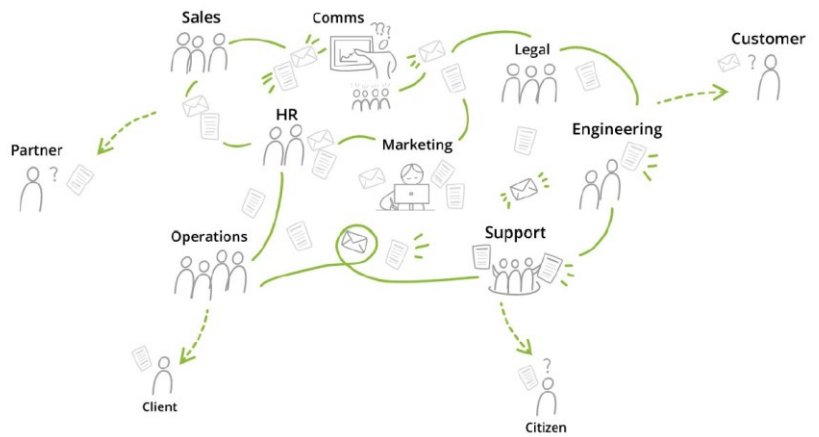 Sales
Comms
Legal
Customer
?
HR
Engineering
Partner
?
Marketing
Operations
Support
Client
?
Citizen